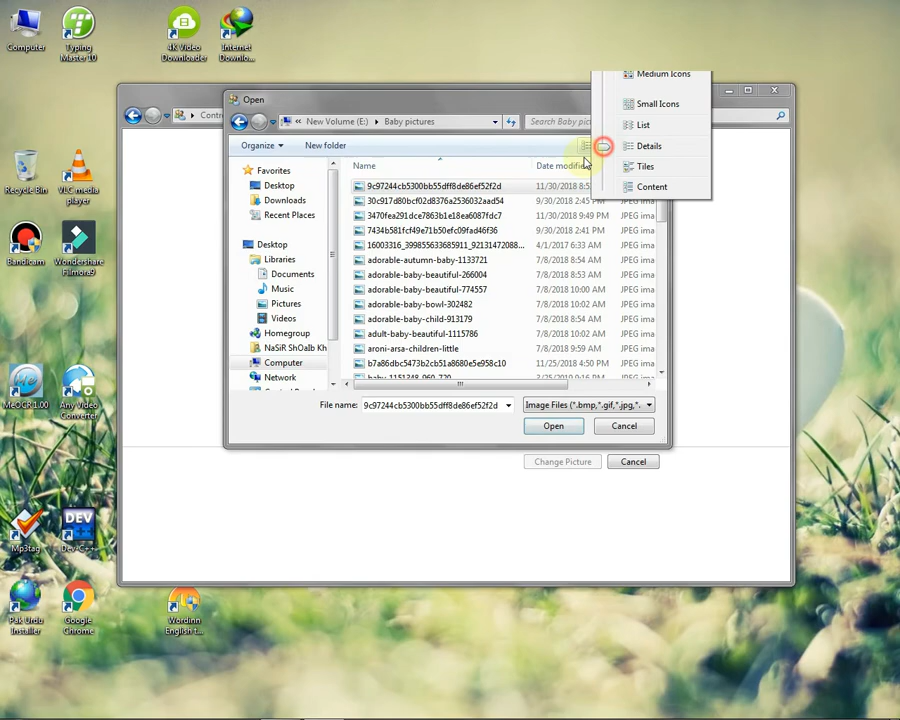 Computer
Typing
Master 10
4K Video
Downloader
Internet
Downlo...
Recycle Bin
VLC media
player
Bandicam
Wondershare
Filmora9
MeOCR 1.00
Any Video
Converter
Mp3tag
Dev-C++
Pak Urdu
Installer
Google
Chrome
Wordinn
English t...
Contro
Open
« New Volume (E:) Baby pictures
Search Baby pic
Organize
New folder
Medium Icons
Small Icons
List
Details
Tiles
Content
Favorites
Desktop
Downloads
Recent Places
Desktop
Libraries
Documents
Music
Pictures
Videos
Homegroup
NaSiR ShOaIb Kh
Computer
Network
Name
Date modified
9c97244cb5300bb55dff8de86ef52f2d 11/30/2018 8:5
30c917d80bcf02d8376a2536032aad54 9/30/2018 2:45 JPEG ima
3470fea291dce7863b1e18ea6087fdc7 11/30/2018 9:49 PM JPEG ima
7434b581fcf49e71b50efc09fad46f36 9/30/2018 2:41 PM JPEG ima
16003316_399855633685911_92131472088... 4/1/2017 6:33 AM JPEG ima
adorable-autumn-baby-1133721 7/8/2018 8:54 AM JPEG ima
adorable-baby-beautiful-266004 7/8/2018 8:53 AM JPEG ima
adorable-baby-beautiful-774557 7/8/2018 10:00 AM JPEG ima
adorable-baby-bowl-302482 7/8/2018 10:02 AM JPEG ima
adorable-baby-child-913179 7/8/2018 8:54 AM JPEG ima
adult-baby-beautiful-1115786 7/8/2018 10:02 AM JPEG ima
aroni-arsa-children-little 7/8/2018 9:59 AM JPEG ima
b7a86dbc5473b2cb51a8680e5e958c10 11/25/2018 4:50 PM JPEG ima
File name: 9c97244cb5300bb55dff8de86ef52f2d
Image Files (*.bmp,*.gif,*.jpg,*.
Open
Cancel
Change Picture
Cancel